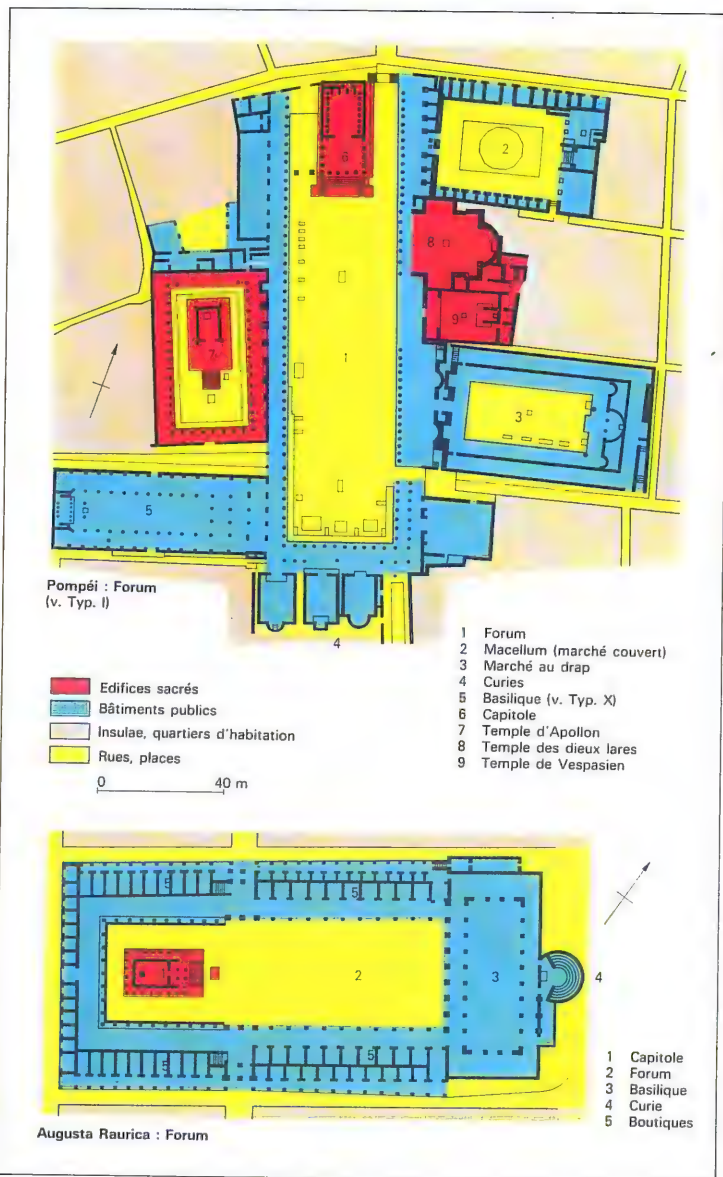 6
2
8
9
7
1
3
5
Pompéi : Forum
(v. Typ. I)
4
1 Forum
2 Macellum (marché couvert)
3 Marché au drap
4 Curies
5 Basilique (v. Typ. X)
6 Capitole
7 Temple d'Apollon
8 Temple des dieux lares
9 Temple de Vespasien
Edifices sacrés
Bâtiments publics
Insulae, quartiers d'habitation
Rues, places
0 40 m
5
5
1
2
3
4
5
5
1 Capitole
2 Forum
3 Basilique
4 Curie
5 Boutiques
Augusta Raurica : Forum